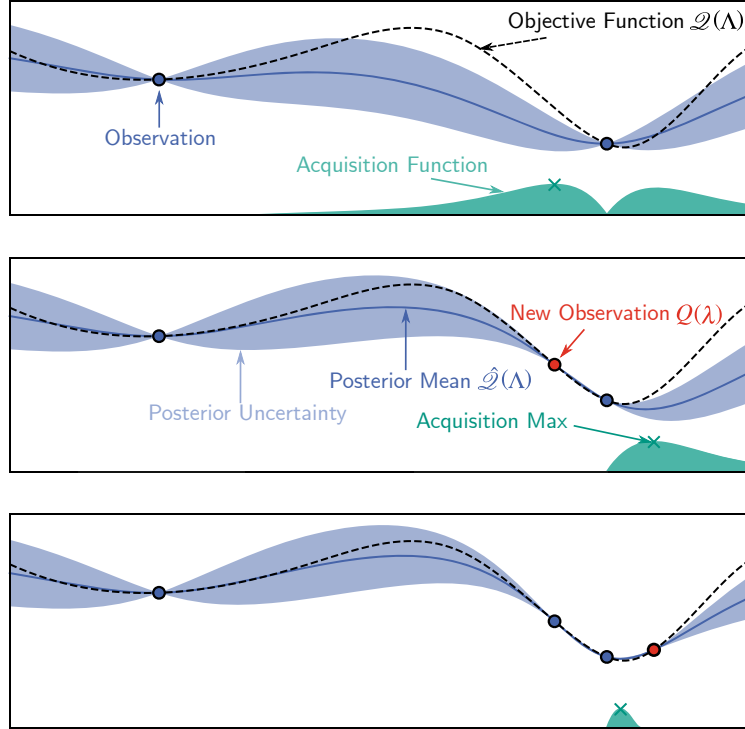 Objective Function 𝒬(Λ)
Observation
Acquisition Function
New Observation Q(λ)
Posterior Mean 𝒬̂(Λ)
Posterior Uncertainty
Acquisition Max